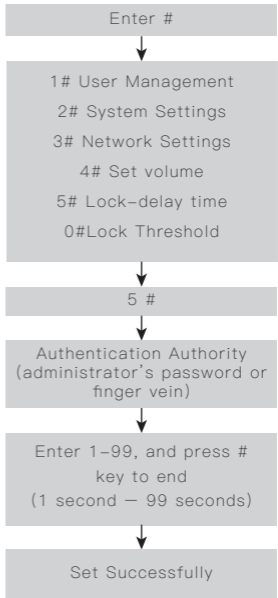 Enter #
1# User Management
2# System Settings
3# Network Settings
4# Set volume
5# Lock-delay time
0#Lock Threshold
5 #
Authentication Authority
(administrator's password or
finger vein)
Enter 1-99, and press #
key to end
(1 second — 99 seconds)
Set Successfully